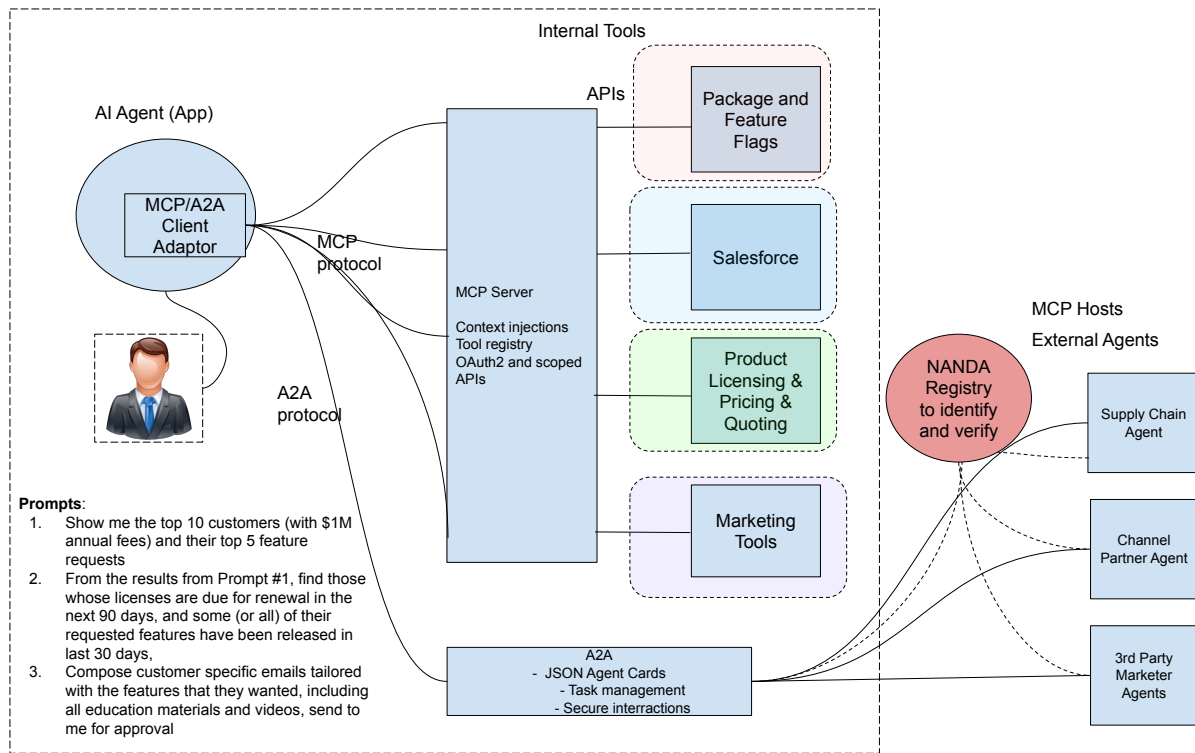 Internal Tools
AI Agent (App)
APIs
MCP/A2A
Client
Adaptor
MCP
protocol
A2A
protocol
MCP Server
Context injections
Tool registry
OAuth2 and scoped
APIs
Package and
Feature
Flags
Salesforce
Product
Licensing &
Pricing &
Quoting
Marketing
Tools
MCP Hosts
External Agents
NANDA
Registry
to identify
and verify
Supply Chain
Agent
Channel
Partner Agent
3rd Party
Marketer
Agents
Prompts:
1. Show me the top 10 customers (with $1M
annual fees) and their top 5 feature
requests
2. From the results from Prompt #1, find those
whose licenses are due for renewal in the
next 90 days, and some (or all) of their
requested features have been released in
last 30 days,
3. Compose customer specific emails tailored
with the features that they wanted, including
all education materials and videos, send to
me for approval
A2A
- JSON Agent Cards
- Task management
- Secure interractions